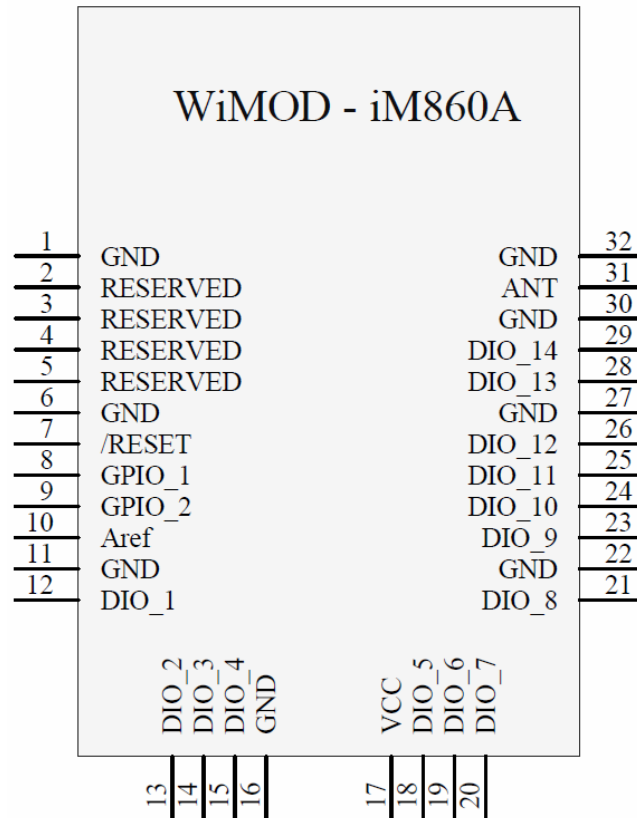 WiMOD - iM860A
1 GND
2 RESERVED
3 RESERVED
4 RESERVED
5 RESERVED
6 GND
7 /RESET
8 GPIO_1
9 GPIO_2
10 Aref
11 GND
12 DIO_1
GND 32
ANT 31
GND 30
DIO_14 29
DIO_13 28
GND 27
DIO_12 26
DIO_11 25
DIO_10 24
DIO_9 23
GND 22
DIO_8 21
13 DIO_2
14 DIO_3
15 DIO_4
16 GND
17 VCC
18 DIO_5
19 DIO_6
20 DIO_7